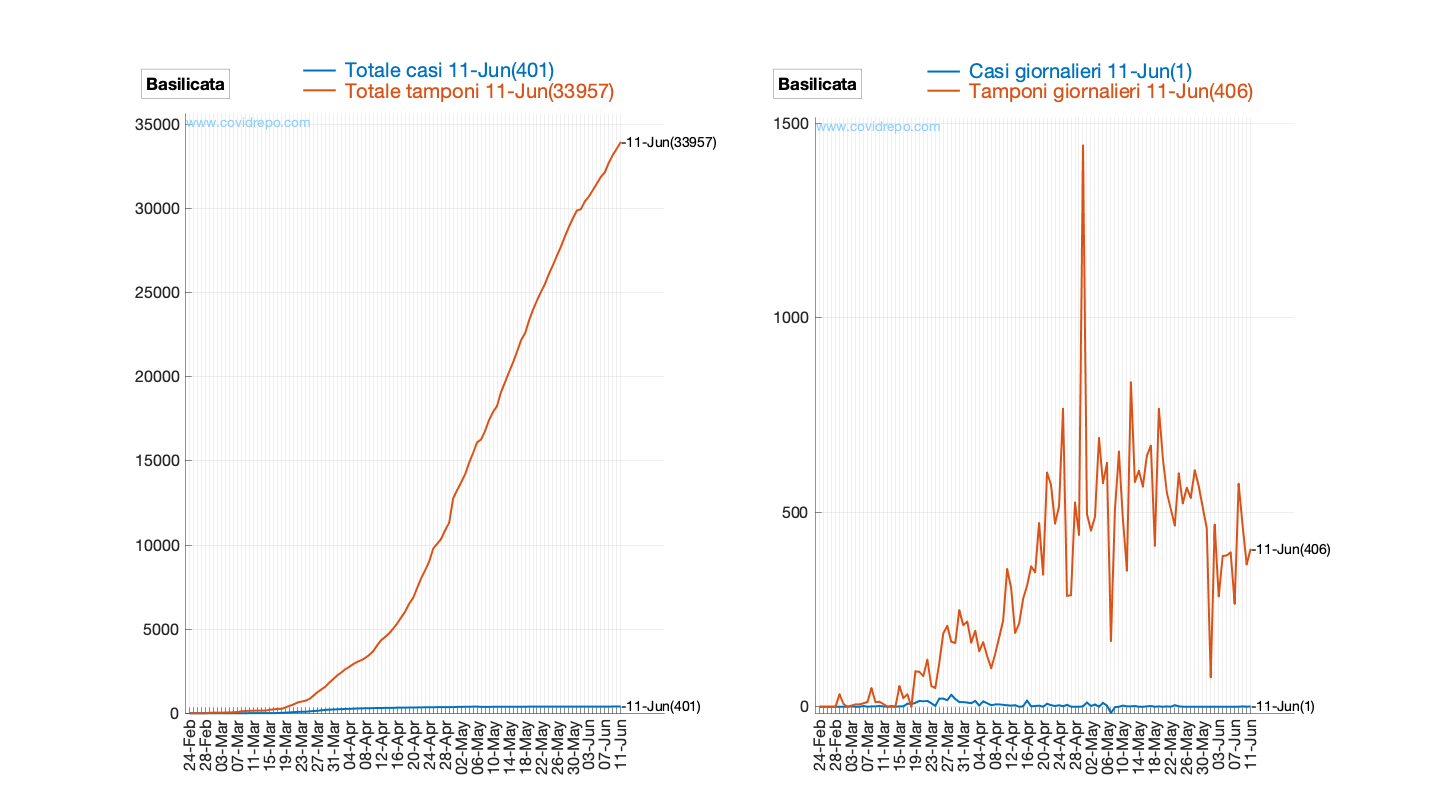 Basilicata
Totale casi 11-Jun(401)
Totale tamponi 11-Jun(33957)
www.covidrepo.com
35000
30000
25000
20000
15000
10000
5000
0
-11-Jun(33957)
-11-Jun(401)
24-Feb
28-Feb
03-Mar
07-Mar
11-Mar
15-Mar
19-Mar
23-Mar
27-Mar
31-Mar
04-Apr
08-Apr
12-Apr
16-Apr
20-Apr
24-Apr
28-Apr
02-May
06-May
10-May
14-May
18-May
22-May
26-May
30-May
03-Jun
07-Jun
11-Jun
Basilicata
Casi giornalieri 11-Jun(1)
Tamponi giornalieri 11-Jun(406)
www.covidrepo.com
1500
1000
500
0
-11-Jun(406)
-11-Jun(1)
24-Feb
28-Feb
03-Mar
07-Mar
11-Mar
15-Mar
19-Mar
23-Mar
27-Mar
31-Mar
04-Apr
08-Apr
12-Apr
16-Apr
20-Apr
24-Apr
28-Apr
02-May
06-May
10-May
14-May
18-May
22-May
26-May
30-May
03-Jun
07-Jun
11-Jun